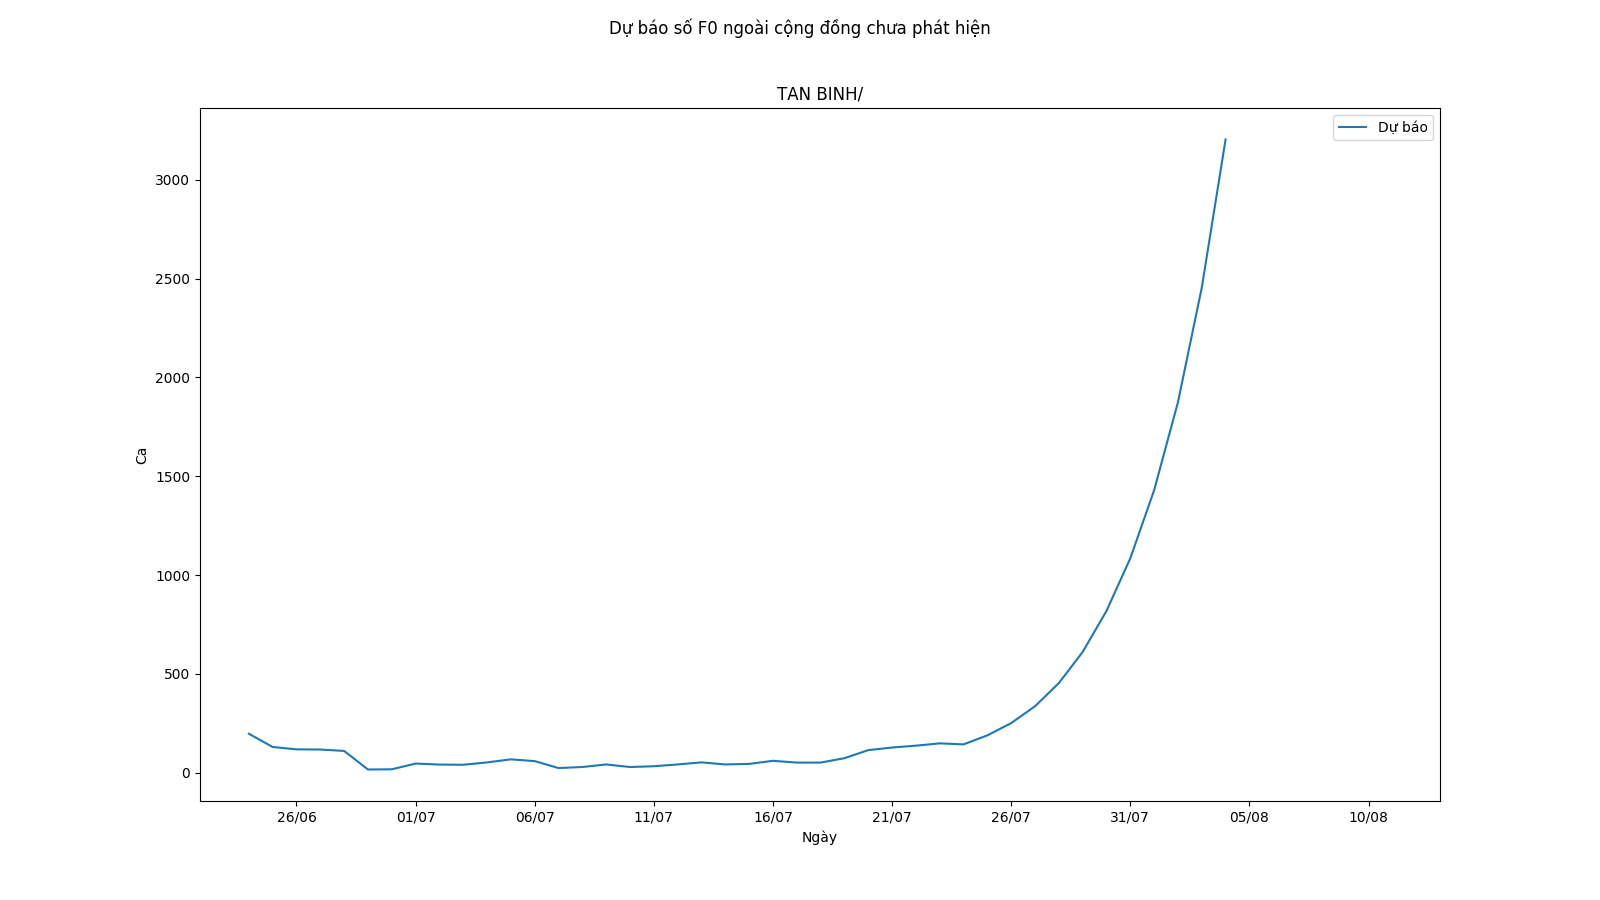 Dự báo số F0 ngoài cộng đồng chưa phát hiện
TAN BINH/
Dự báo
3000
2500
2000
1500
1000
500
0
Ca
26/06 01/07 06/07 11/07 16/07 21/07 26/07 31/07 05/08 10/08
Ngày